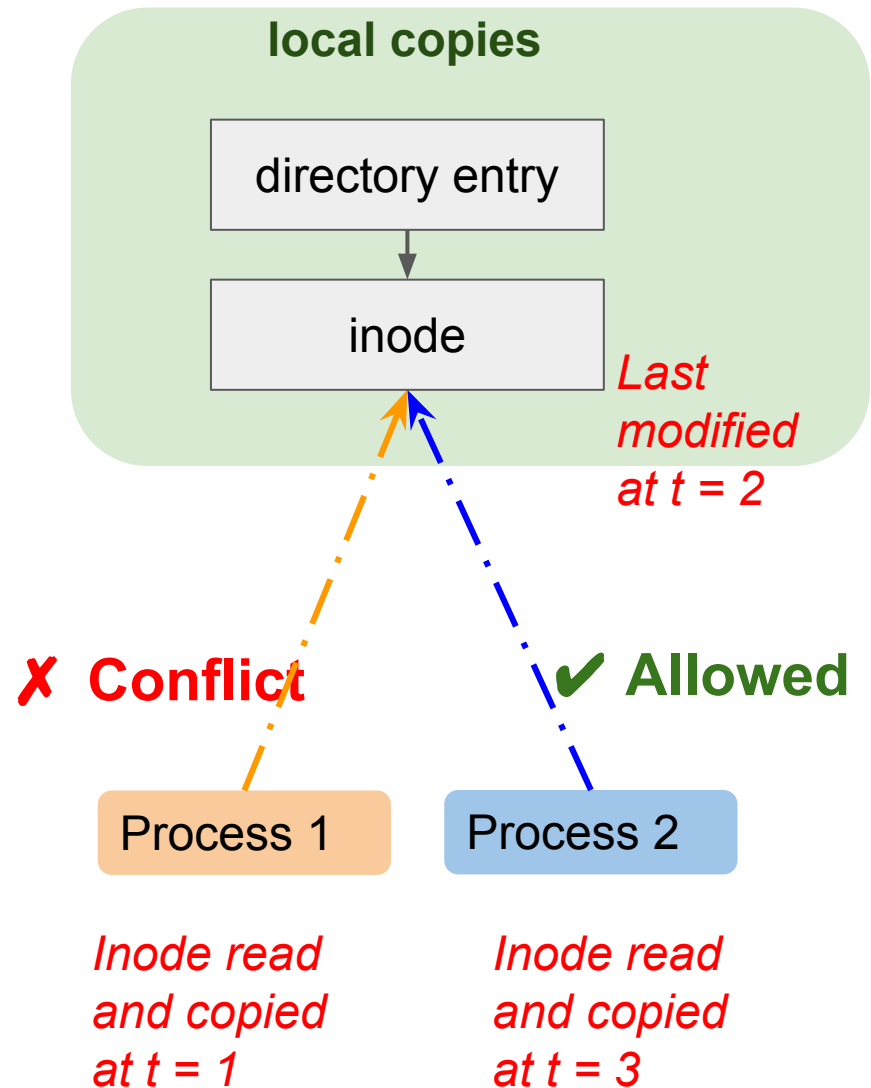 local copies
directory entry
inode
Last
modified
at t = 2
✗ Conflict
✔ Allowed
Process 1
Process 2
Inode read
and copied
at t = 1
Inode read
and copied
at t = 3